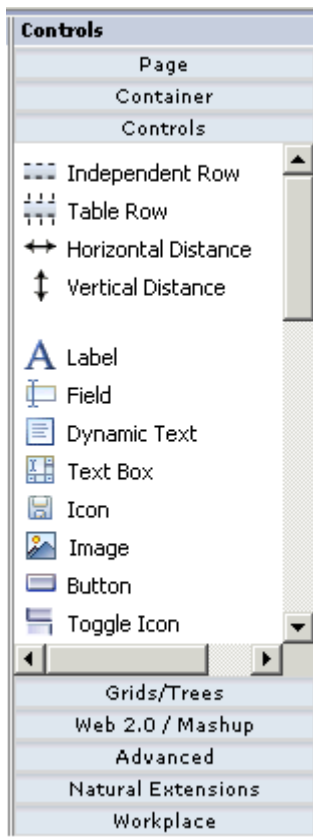 Controls
Page
Container
Controls
Independent Row
Table Row
Horizontal Distance
Vertical Distance
Label
Field
Dynamic Text
Text Box
Icon
Image
Button
Toggle Icon
Grids/Trees
Web 2.0 / Mashup
Advanced
Natural Extensions
Workplace